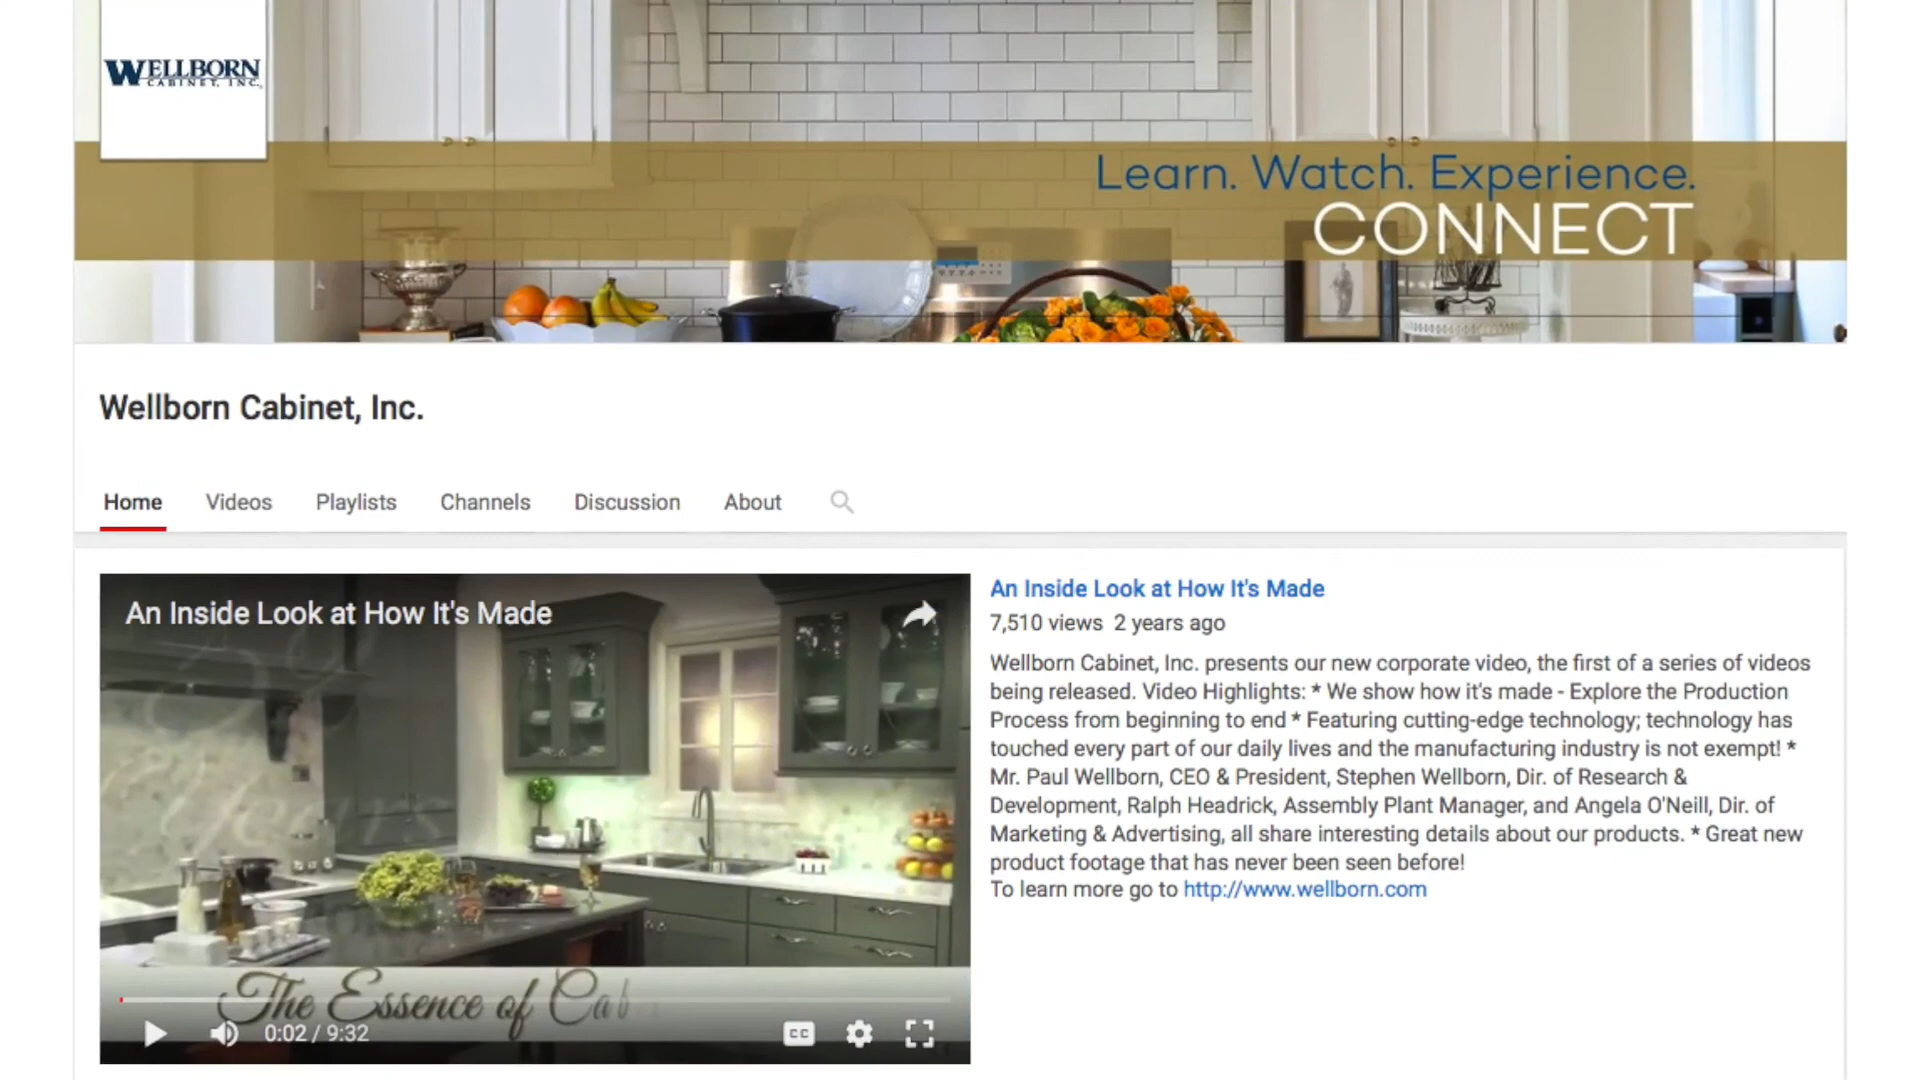 WELLBORN
CABINET, INC.
Learn. Watch. Experience.
CONNECT
Wellborn Cabinet, Inc.
Home Videos Playlists Channels Discussion About
An Inside Look at How It's Made
The Essence of Cab
0:02 / 9:32
CC
An Inside Look at How It's Made
7,510 views 2 years ago
Wellborn Cabinet, Inc. presents our new corporate video, the first of a series of videos
being released. Video Highlights: * We show how it's made - Explore the Production
Process from beginning to end * Featuring cutting-edge technology; technology has
touched every part of our daily lives and the manufacturing industry is not exempt! *
Mr. Paul Wellborn, CEO & President, Stephen Wellborn, Dir. of Research &
Development, Ralph Headrick, Assembly Plant Manager, and Angela O'Neill, Dir. of
Marketing & Advertising, all share interesting details about our products. * Great new
product footage that has never been seen before!
To learn more go to http://www.wellborn.com